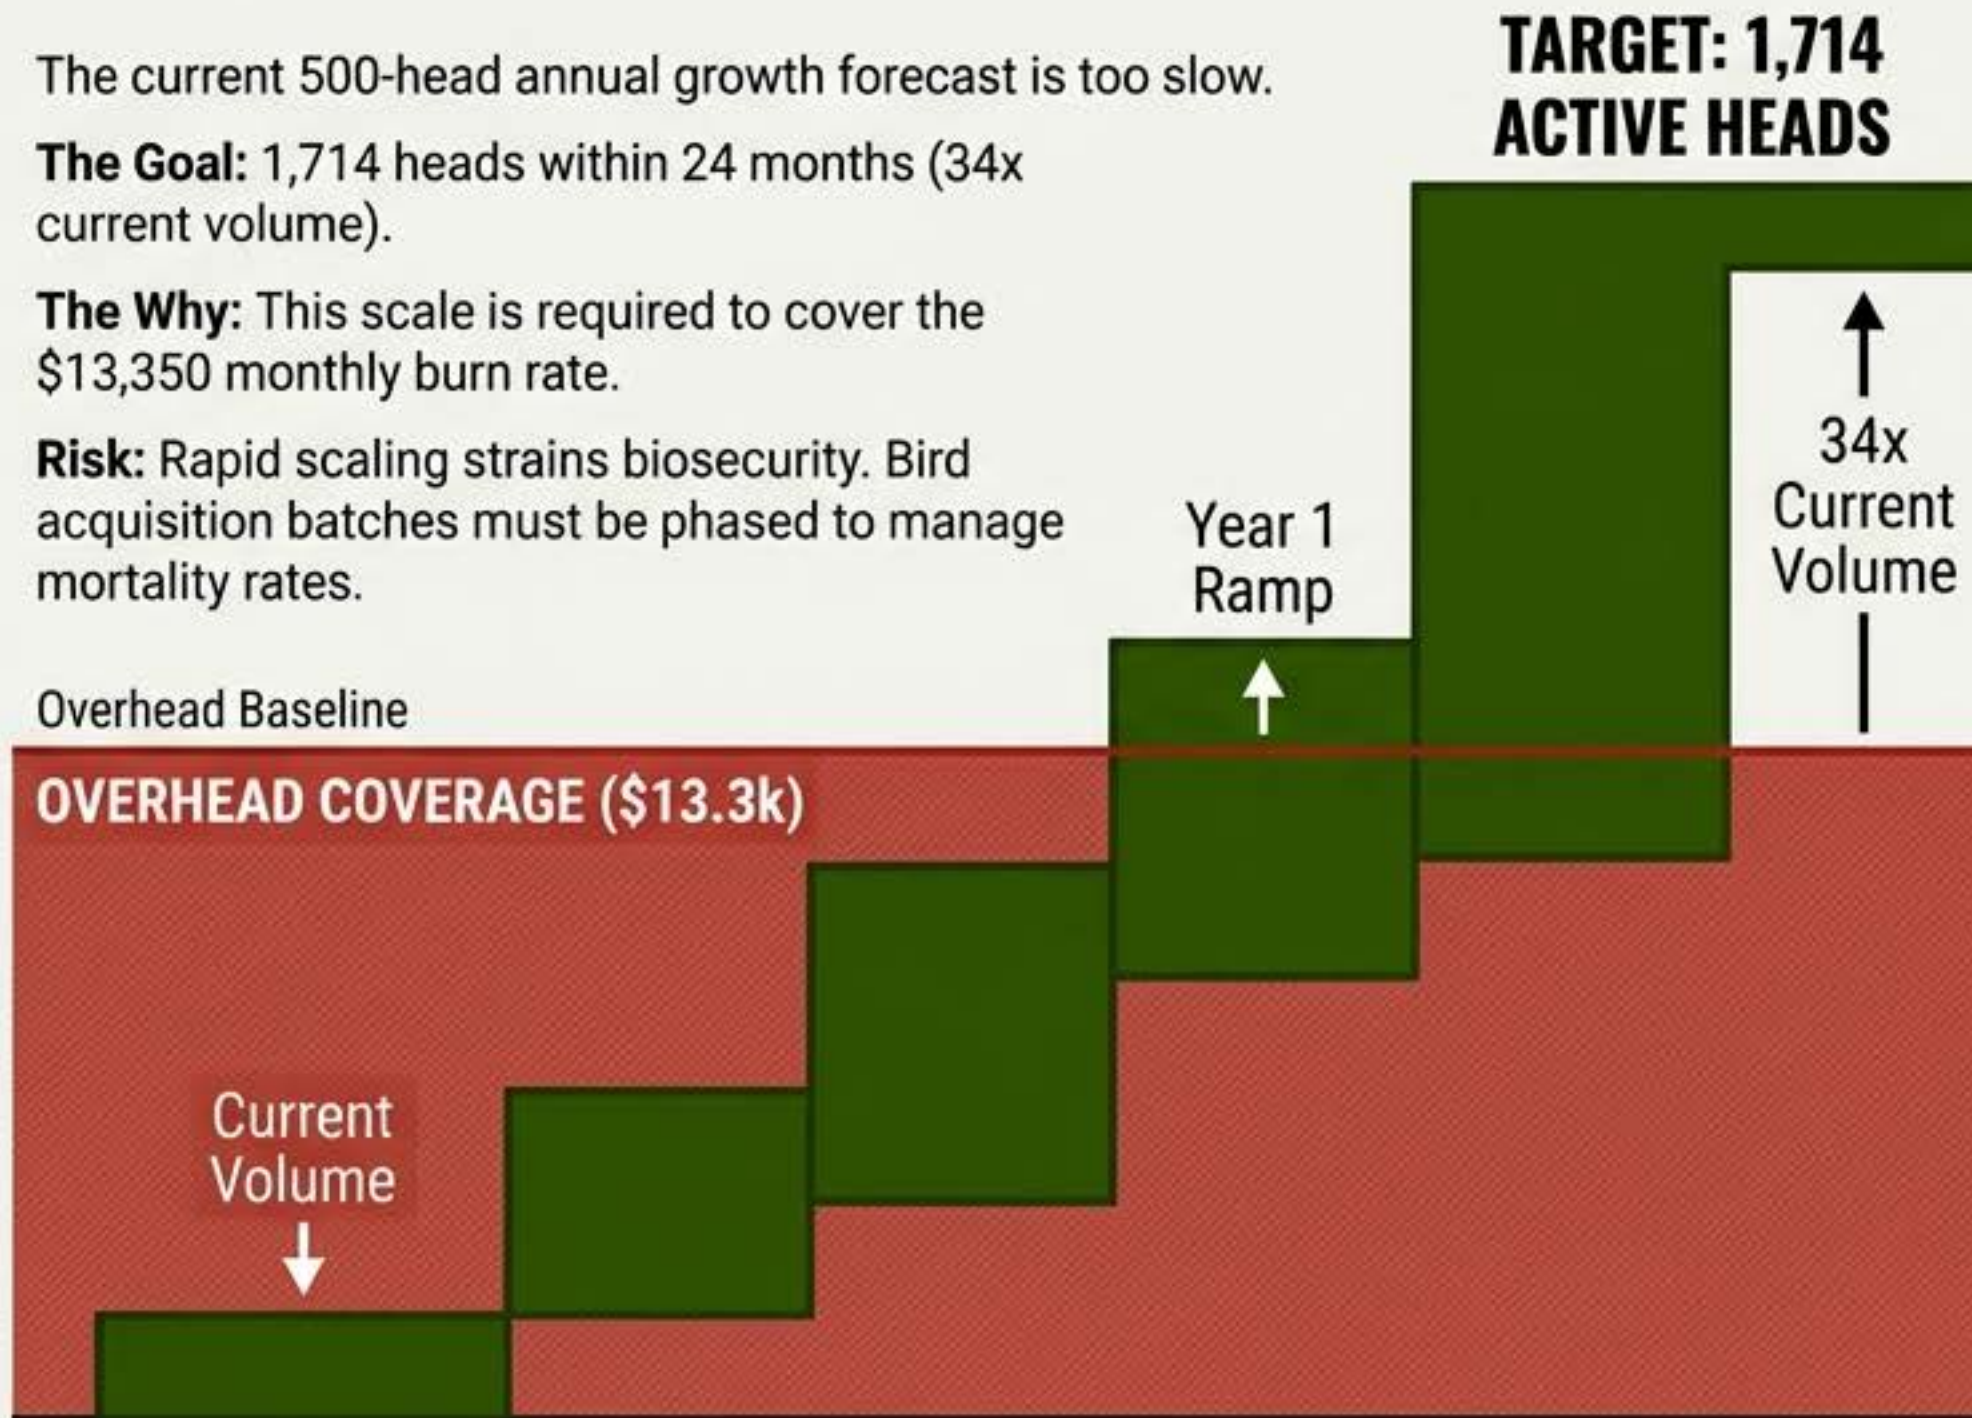 The current 500-head annual growth forecast is too slow.
The Goal: 1,714 heads within 24 months (34x
current volume).
The Why: This scale is required to cover the
$13,350 monthly burn rate.
Risk: Rapid scaling strains biosecurity. Bird
acquisition batches must be phased to manage
mortality rates.
TARGET: 1,714
ACTIVE HEADS
34x
Current
Volume
Year 1
Ramp
Overhead Baseline
OVERHEAD COVERAGE ($13.3k)
Current
Volume